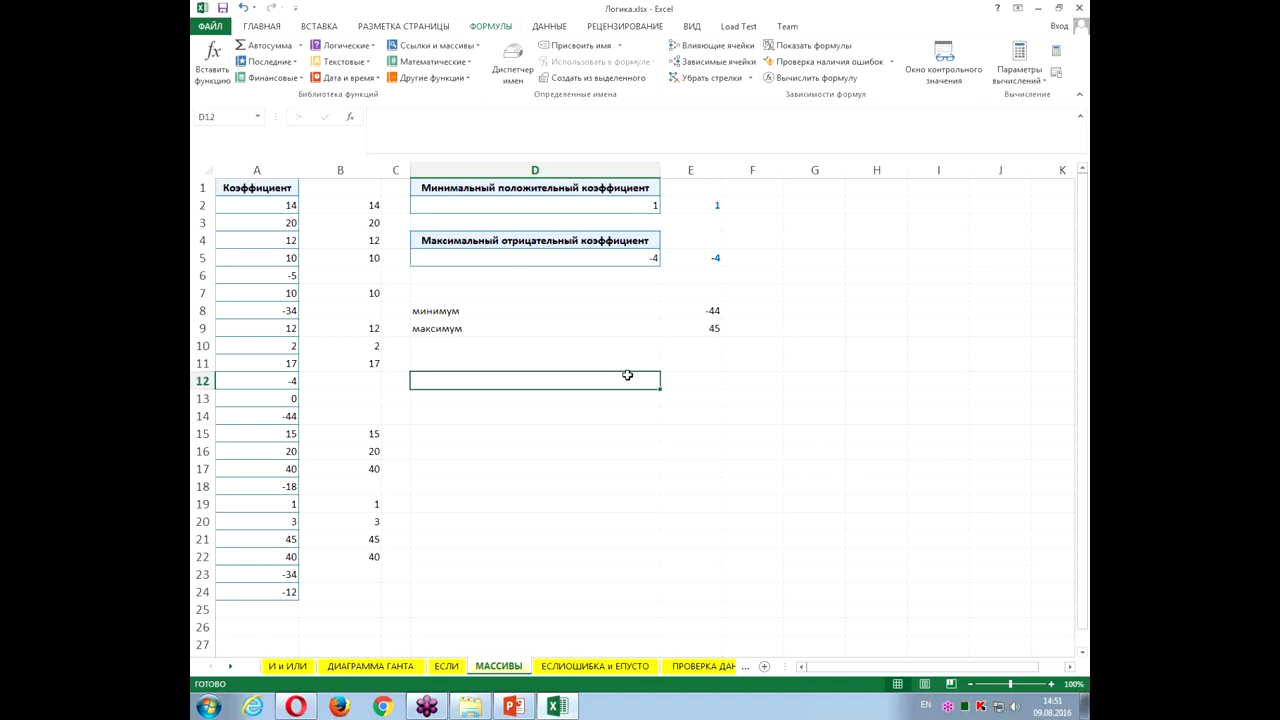 Логика.xlsx - Excel
ФАЙЛ ГЛАВНАЯ ВСТАВКА РАЗМЕТКА СТРАНИЦЫ ФОРМУЛЫ ДАННЫЕ РЕЦЕНЗИРОВАНИЕ ВИД Load Test Team Вход
Автосумма Логические Ссылки и массивы Присвоить имя Влияющие ячейки Показать формулы
Последние Текстовые Математические Использовать в формуле Зависимые ячейки Проверка наличия ошибок
Финансовые Дата и время Другие функции Создать из выделенного Убрать стрелки Вычислить формулу
Вставить функцию
Диспетчер имен
Окно контрольного значения
Параметры вычислений
Библиотека функций Определенные имена Зависимости формул Вычисление
D12 fx
A B C D E F G H I J K
1 Коэффициент Минимальный положительный коэффициент
2 14 14 1 1
3 20 20
4 12 12 Максимальный отрицательный коэффициент
5 10 10 -4 -4
6 -5
7 10 10
8 -34 минимум -44
9 12 12 максимум 45
10 2 2
11 17 17
12 -4
13 0
14 -44
15 15 15
16 20 20
17 40 40
18 -18
19 1 1
20 3 3
21 45 45
22 40 40
23 -34
24 -12
25
26
27
И и ИЛИ ДИАГРАММА ГАНТА ЕСЛИ МАССИВЫ ЕСЛИОШИБКА и ЕПУСТО ПРОВЕРКА ДАН ...
ГОТОВО 100%
EN 14:51
09.08.2016